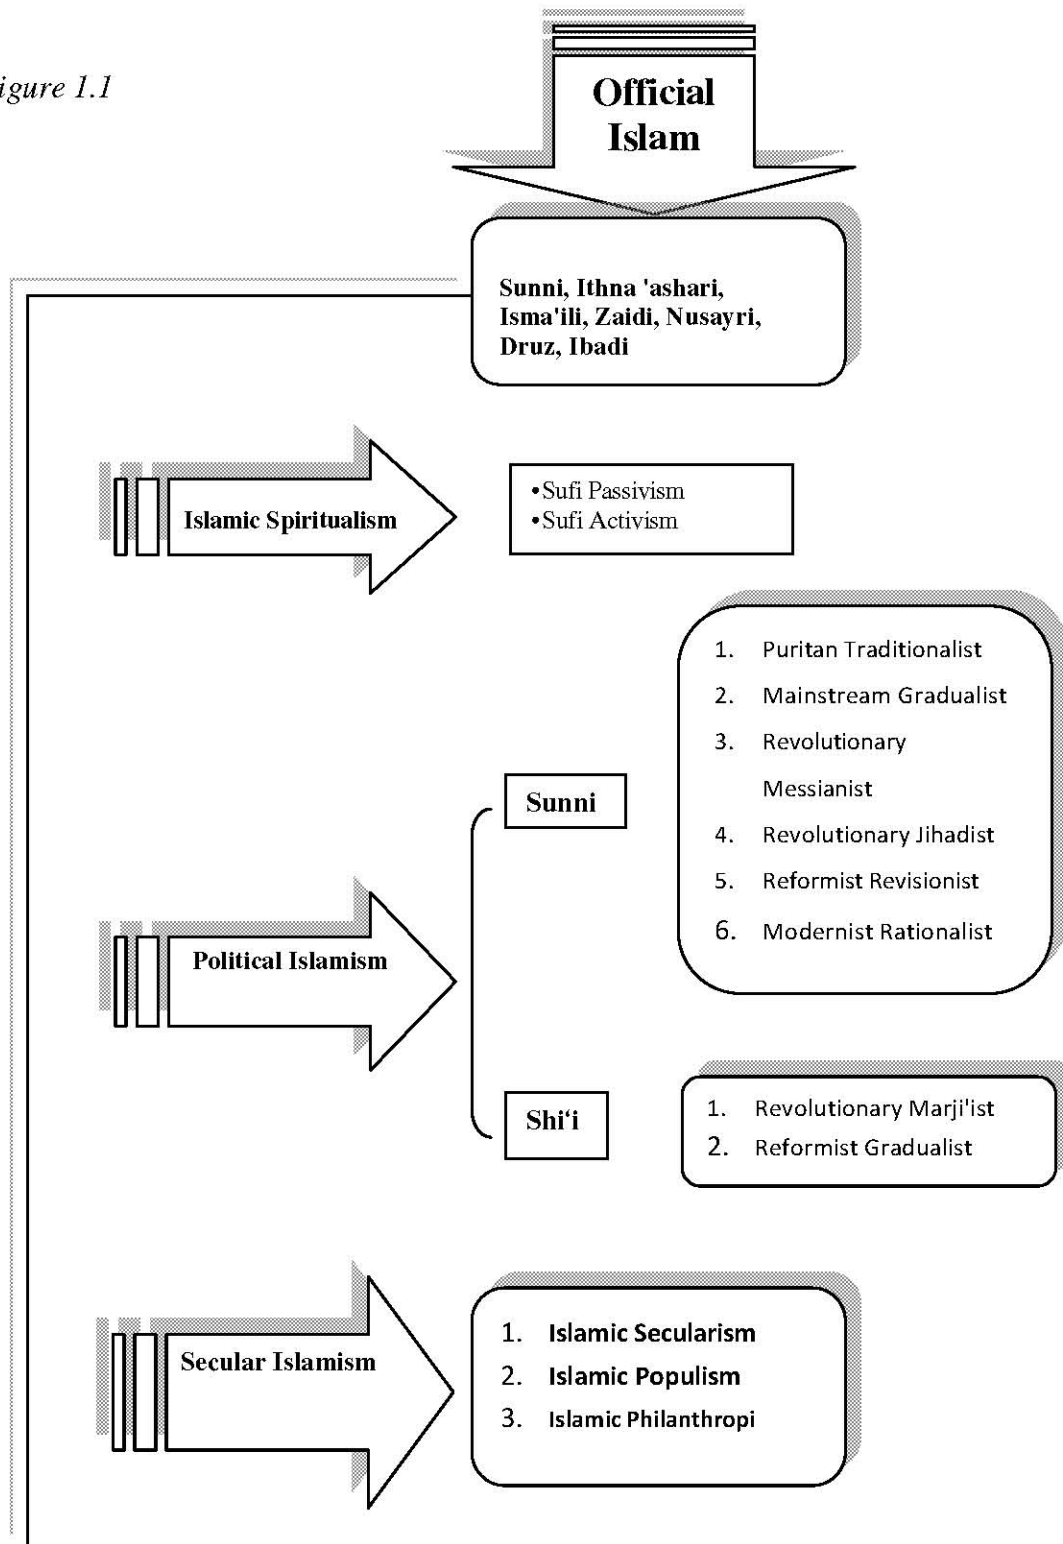 igure 1.1
Official
Islam
Sunni, Ithna 'ashari,
Isma'ili, Zaidi, Nusayri,
Druz, Ibadi
Islamic Spiritualism
•Sufi Passivism
•Sufi Activism
Political Islamism
Sunni
1. Puritan Traditionalist
2. Mainstream Gradualist
3. Revolutionary
Messianist
4. Revolutionary Jihadist
5. Reformist Revisionist
6. Modernist Rationalist
Shi‘i
1. Revolutionary Marji'ist
2. Reformist Gradualist
Secular Islamism
1. Islamic Secularism
2. Islamic Populism
3. Islamic Philanthropi